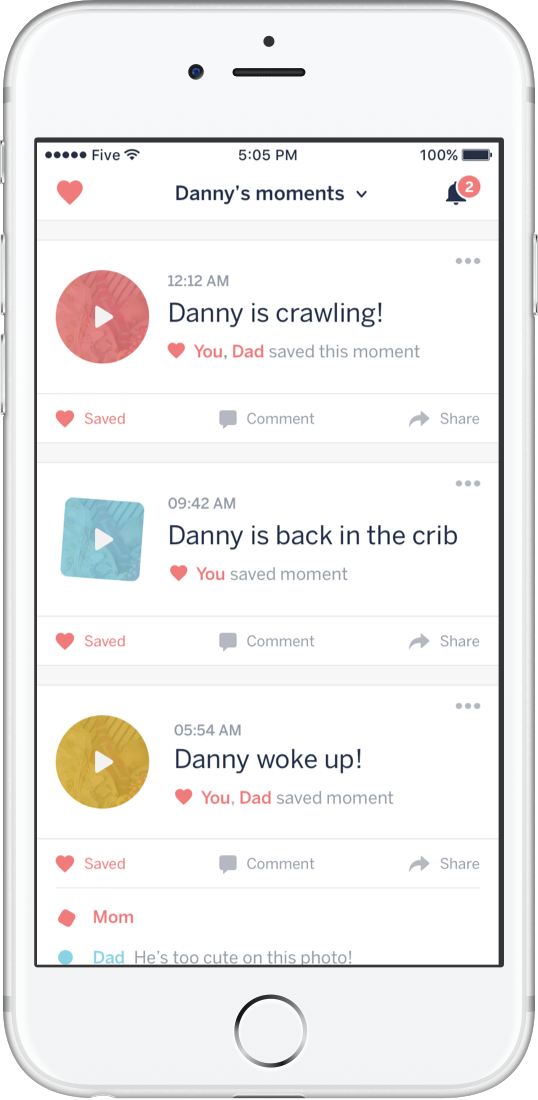 Five 5:05 PM 100%
Danny's moments 2
12:12 AM
Danny is crawling!
You, Dad saved this moment
Saved Comment Share
09:42 AM
Danny is back in the crib
You saved moment
Saved Comment Share
05:54 AM
Danny woke up!
You, Dad saved moment
Saved Comment Share
Mom
Dad He's too cute on this photo!